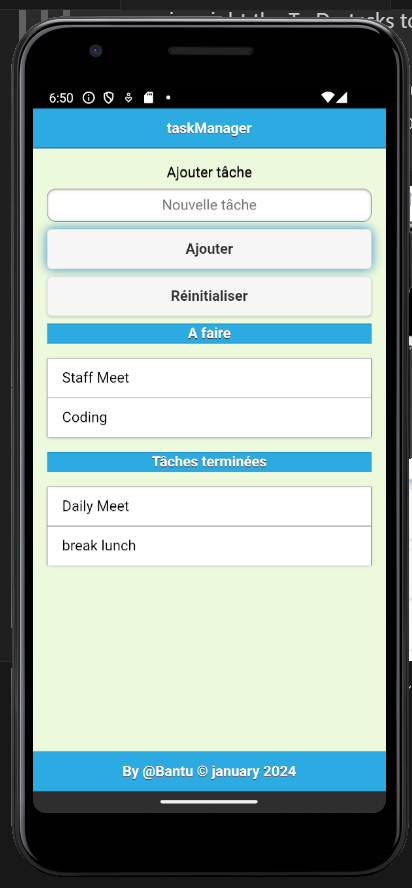 6:50
taskManager
Ajouter tâche
Nouvelle tâche
Ajouter
Réinitialiser
A faire
Staff Meet
Coding
Tâches terminées
Daily Meet
break lunch
By @Bantu © january 2024